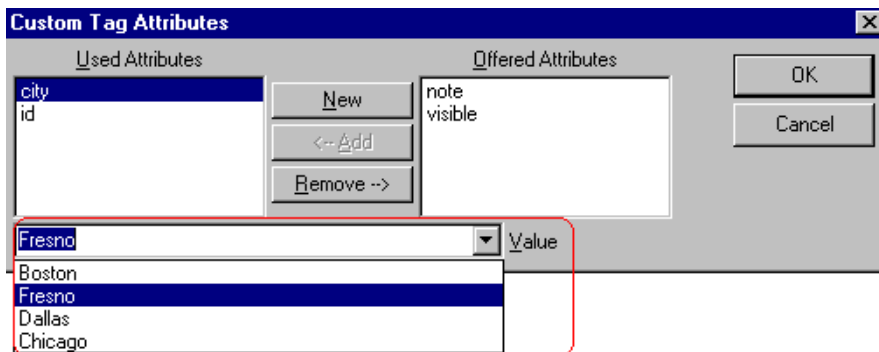 Custom Tag Attributes
Used Attributes
Offered Attributes
city
id
New
<-- Add
Remove -->
note
visible
OK
Cancel
Fresno
Value
Boston
Fresno
Dallas
Chicago